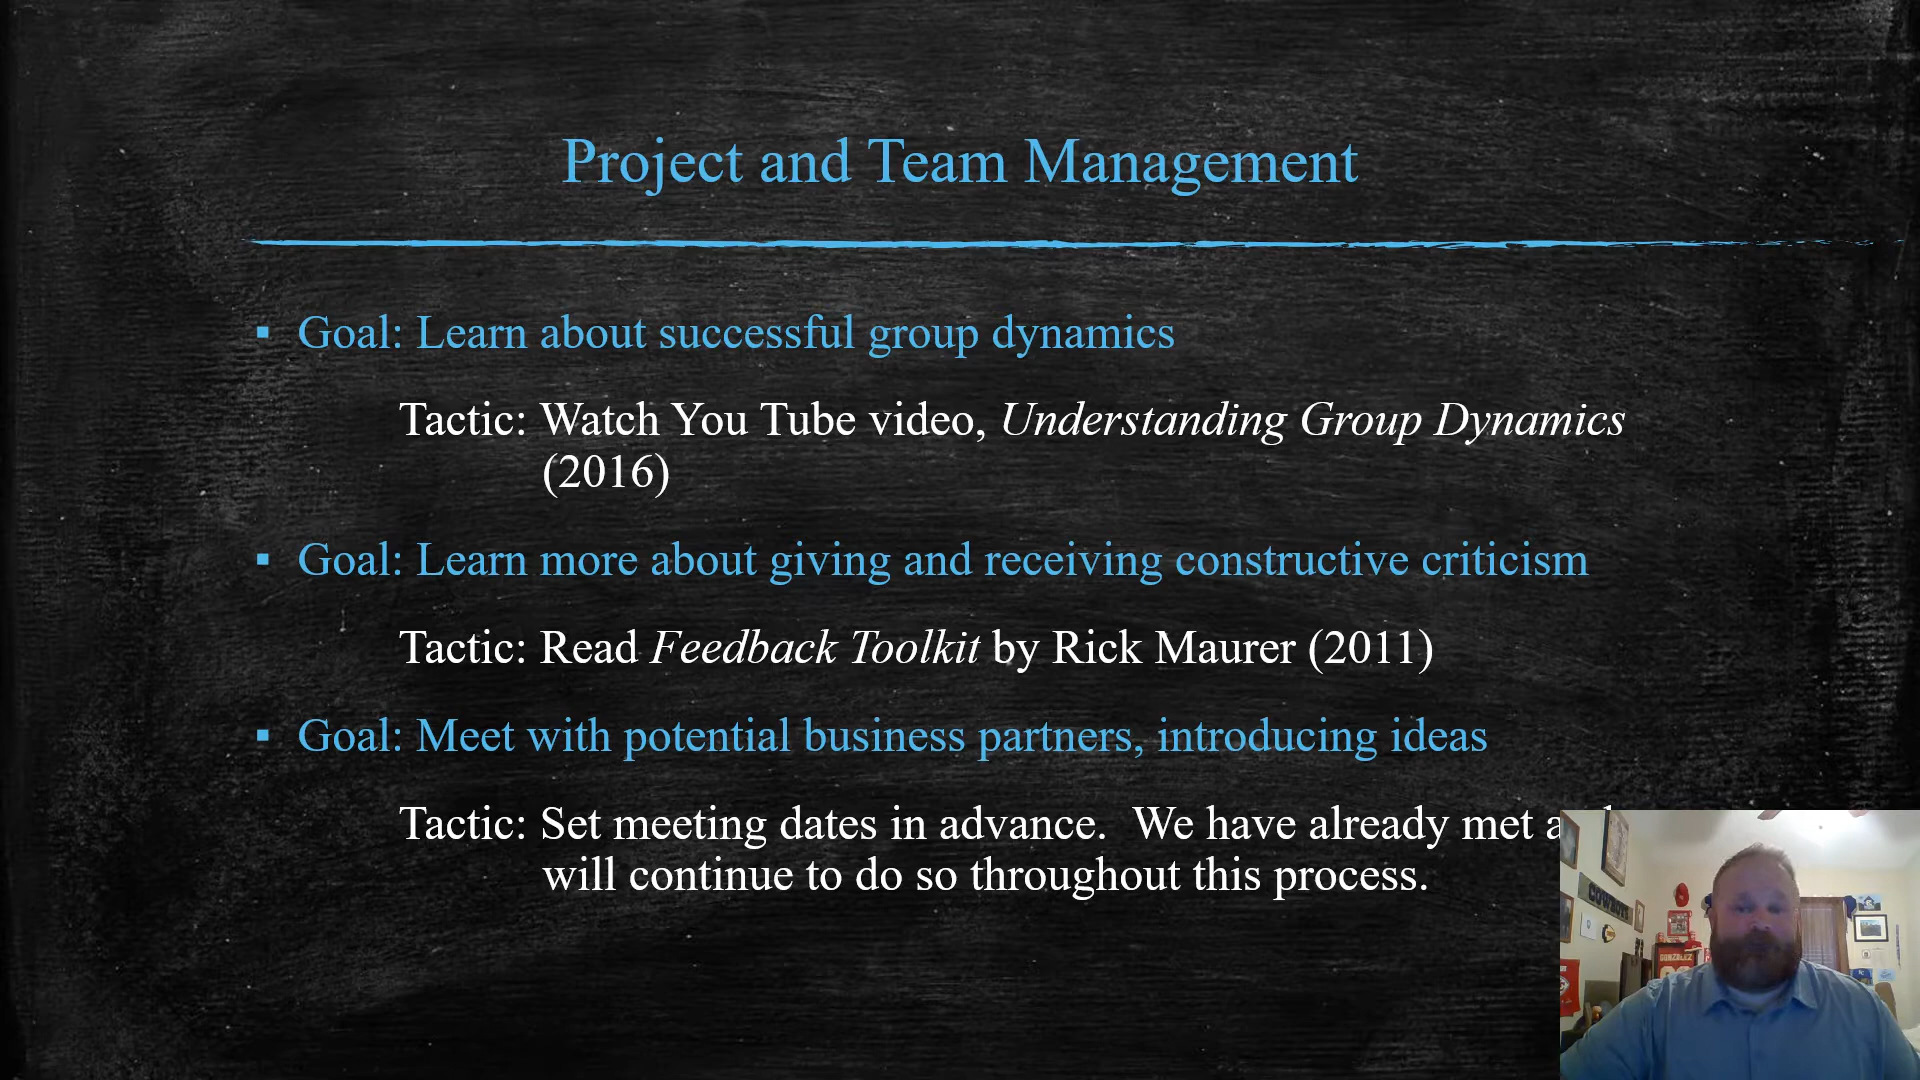 Project and Team Management
▪ Goal: Learn about successful group dynamics
Tactic: Watch You Tube video, Understanding Group Dynamics
(2016)
▪ Goal: Learn more about giving and receiving constructive criticism
Tactic: Read Feedback Toolkit by Rick Maurer (2011)
▪ Goal: Meet with potential business partners, introducing ideas
Tactic: Set meeting dates in advance.  We have already met
will continue to do so throughout this process.
GONZALEZ